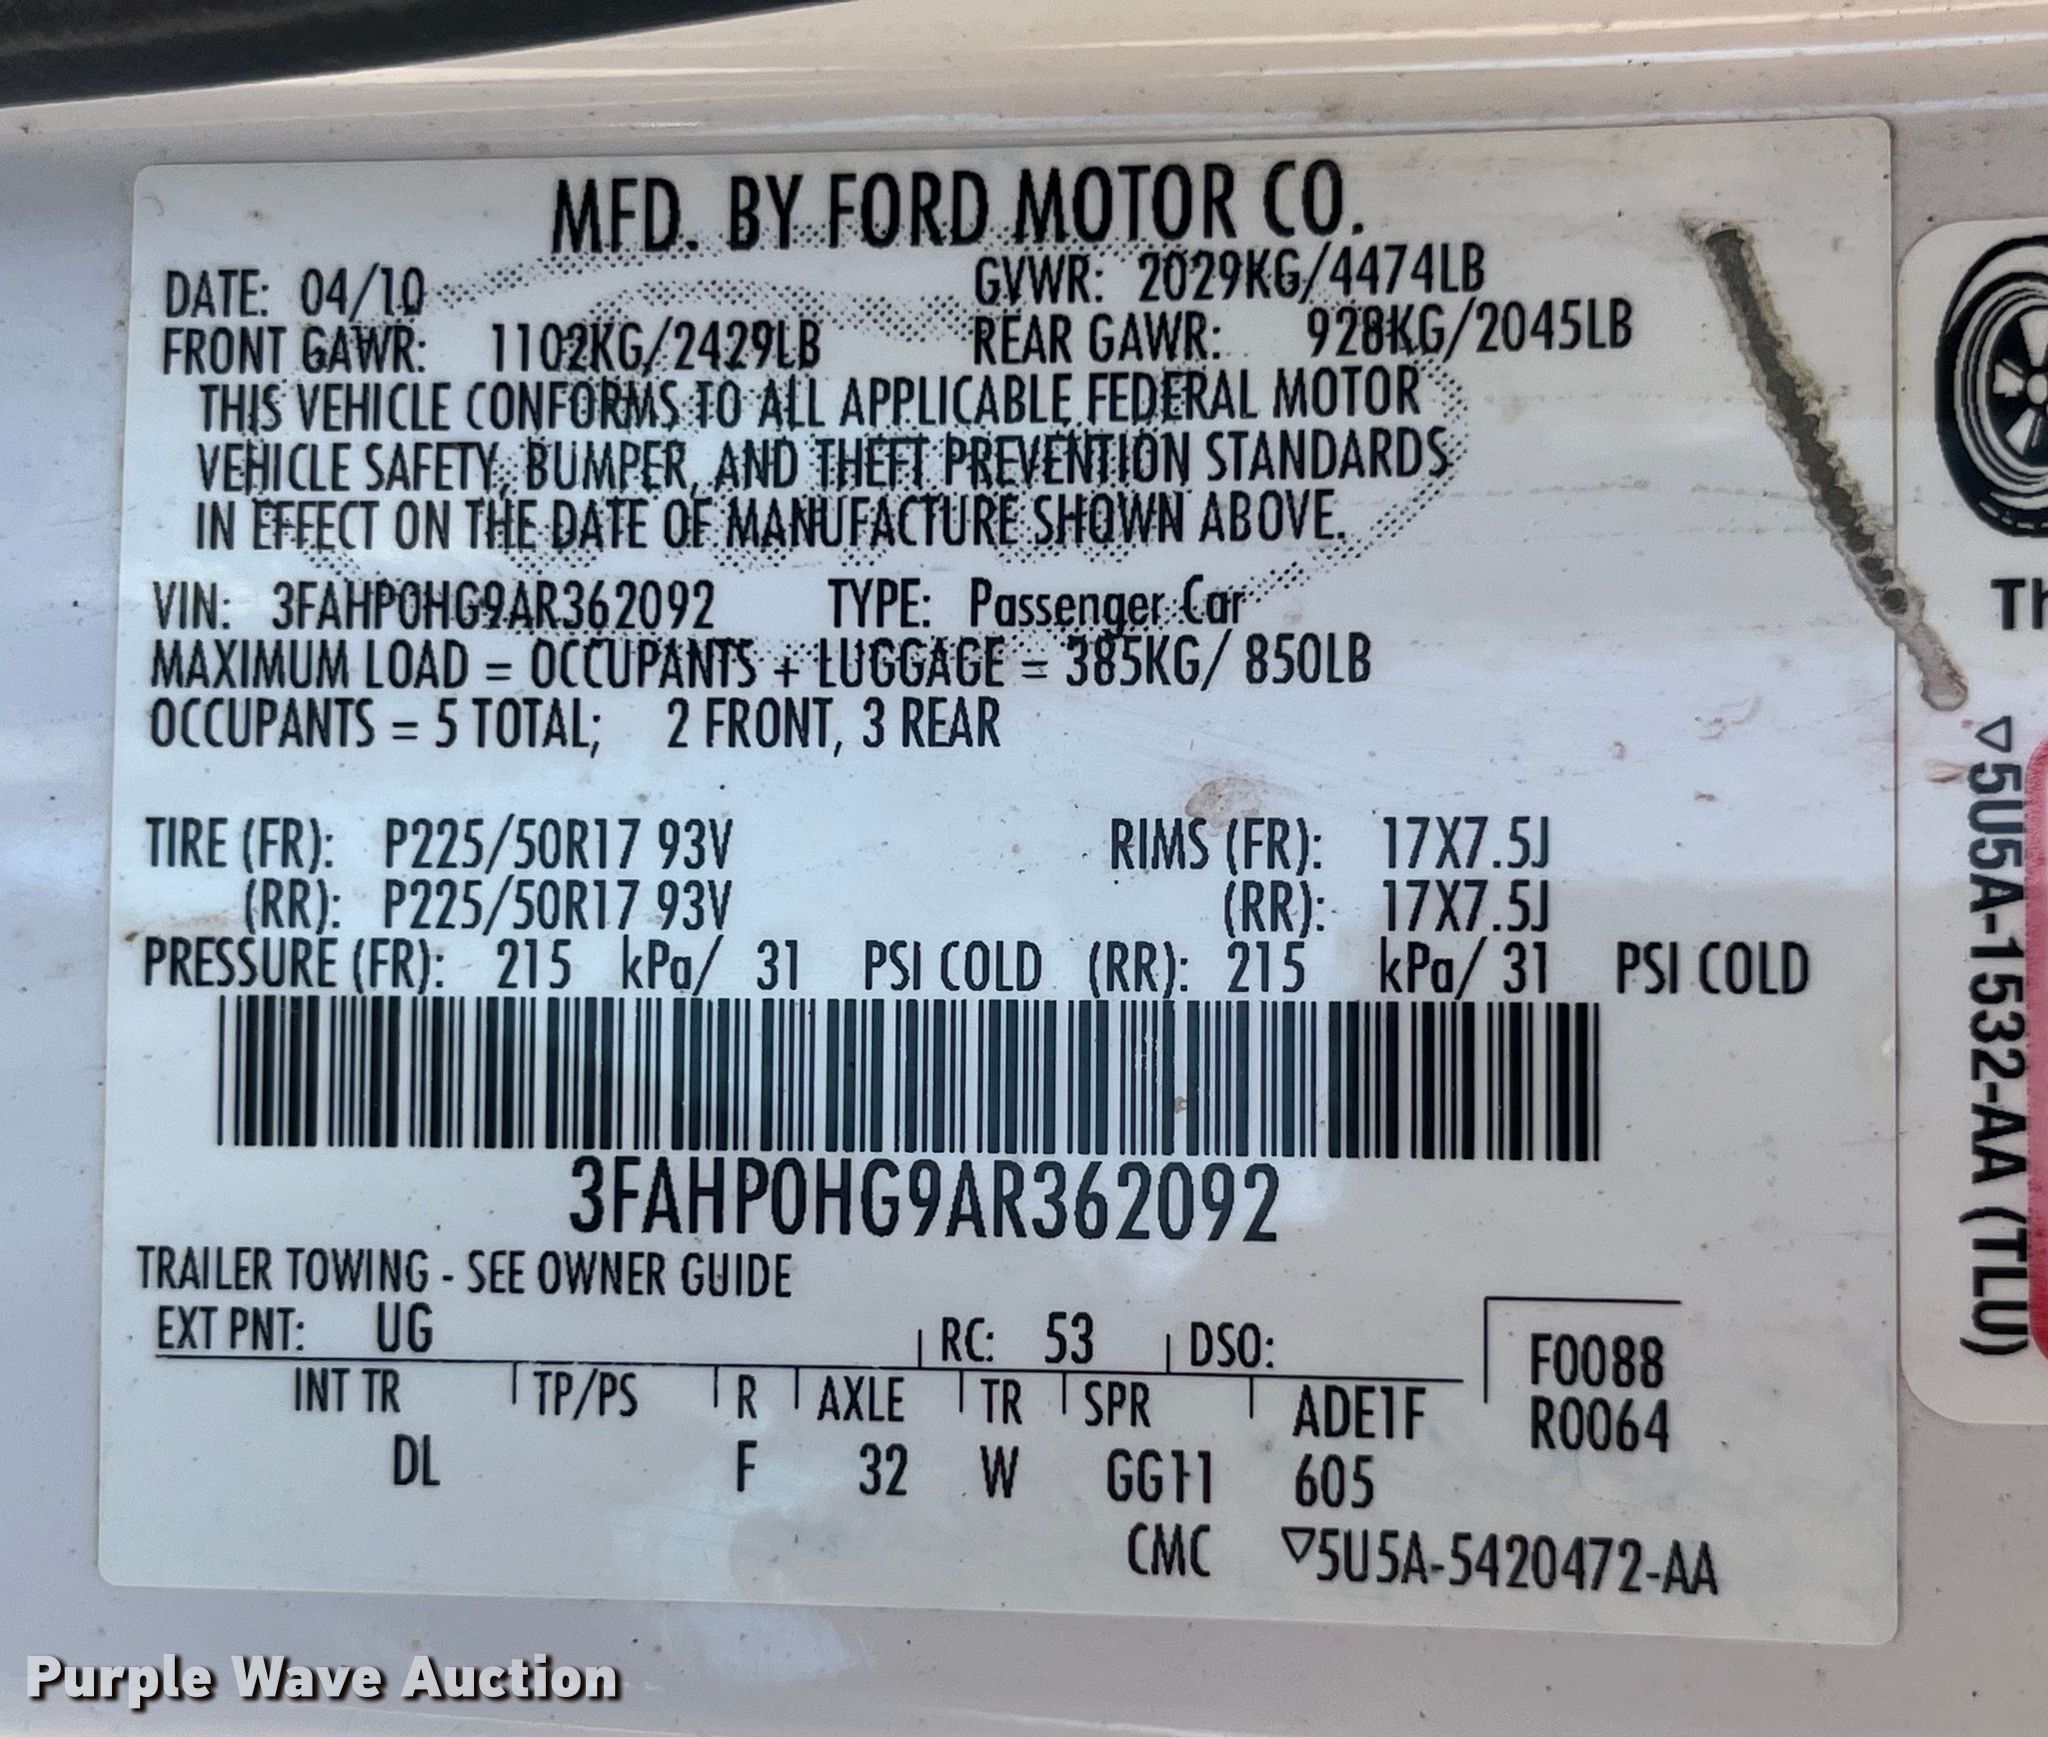 MFD. BY FORD MOTOR CO.
DATE: 04/10 GVWR: 2029KG/4474LB
FRONT GAWR: 1102KG/2429LB REAR GAWR: 928KG/2045LB
THIS VEHICLE CONFORMS TO ALL APPLICABLE FEDERAL MOTOR
VEHICLE SAFETY, BUMPER, AND THEFT PREVENTION STANDARDS
IN EFFECT ON THE DATE OF MANUFACTURE SHOWN ABOVE.
VIN: 3FAHP0HG9AR362092 TYPE: Passenger Car
MAXIMUM LOAD = OCCUPANTS + LUGGAGE = 385KG/ 850LB
OCCUPANTS = 5 TOTAL; 2 FRONT, 3 REAR
TIRE (FR): P225/50R17 93V RIMS (FR): 17X7.5J
(RR): P225/50R17 93V (RR): 17X7.5J
PRESSURE (FR): 215 kPa/ 31 PSI COLD (RR): 215 kPa/ 31 PSI COLD
3FAHP0HG9AR362092
TRAILER TOWING - SEE OWNER GUIDE
EXT PNT: UG RC: 53 DSO:
F0088
R0064
INT TR TP/PS R AXLE TR SPR ADE1F
DL F 32 W GG11 605
CMC ▽5U5A-5420472-AA
Th
▽5U5A-1532-AA (TLU)
Purple Wave Auction